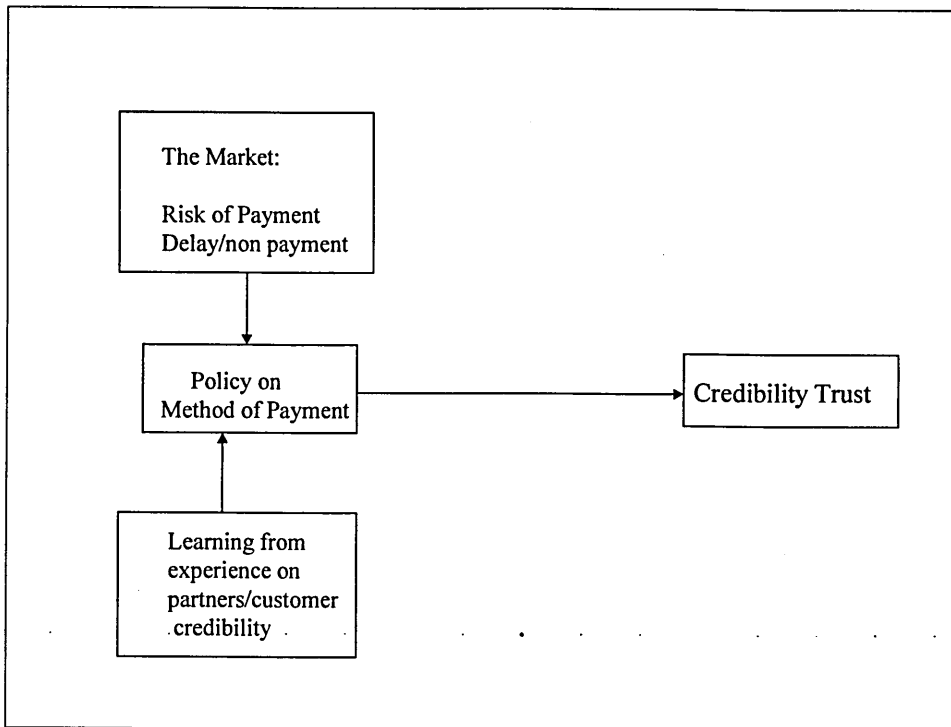 The Market:
Risk of Payment
Delay/non payment
Policy on
Method of Payment
Credibility Trust
Learning from
experience on
partners/customer
credibility